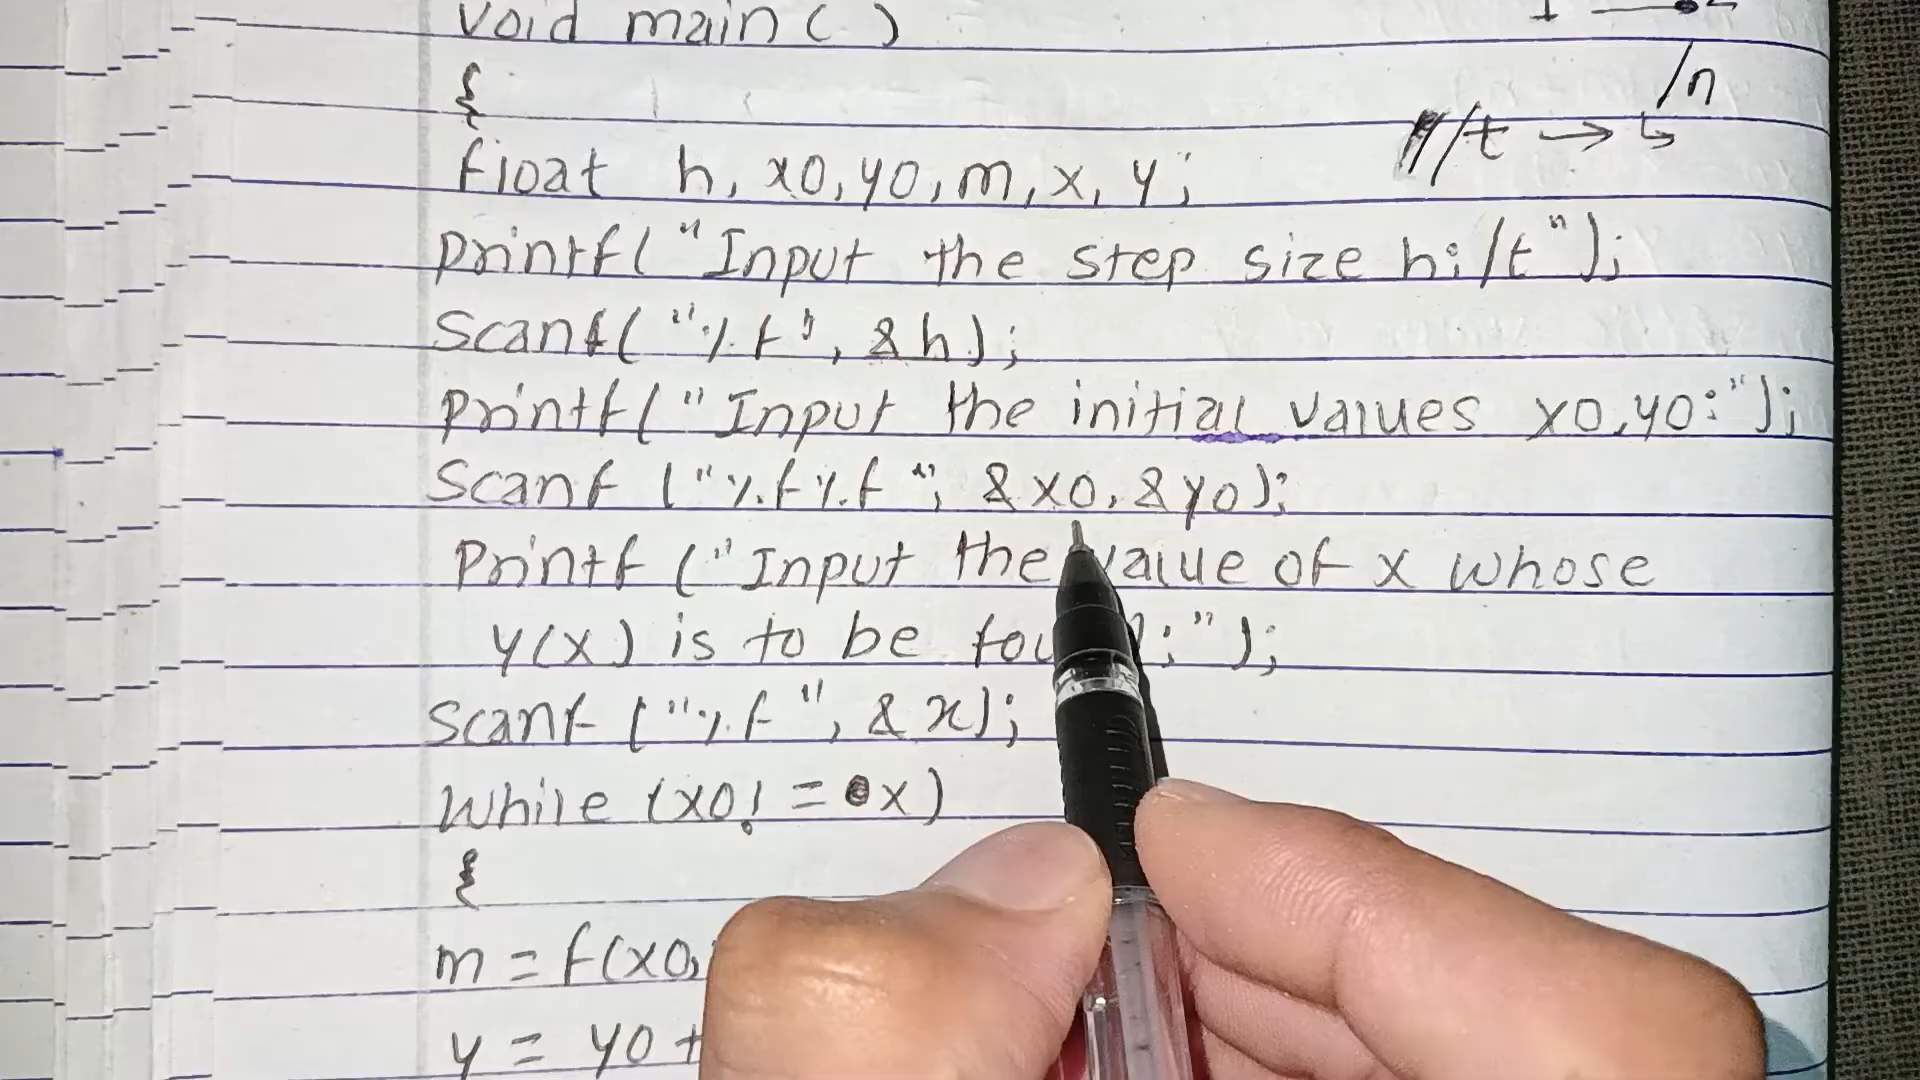 void main( )
{
/n
/t →
float h, x0, y0, m, x, y;
printf("Input the step size h:/t");
Scanf("%f", &h);
printf("Input the initial values x0,y0:");
Scanf ("%f%f", &x0, &y0);
Printf ("Input the value of x whose
y(x) is to be
Scanf ("%f", &x);
While (x0! = x)
{
m = f(x0,
y = y0 +